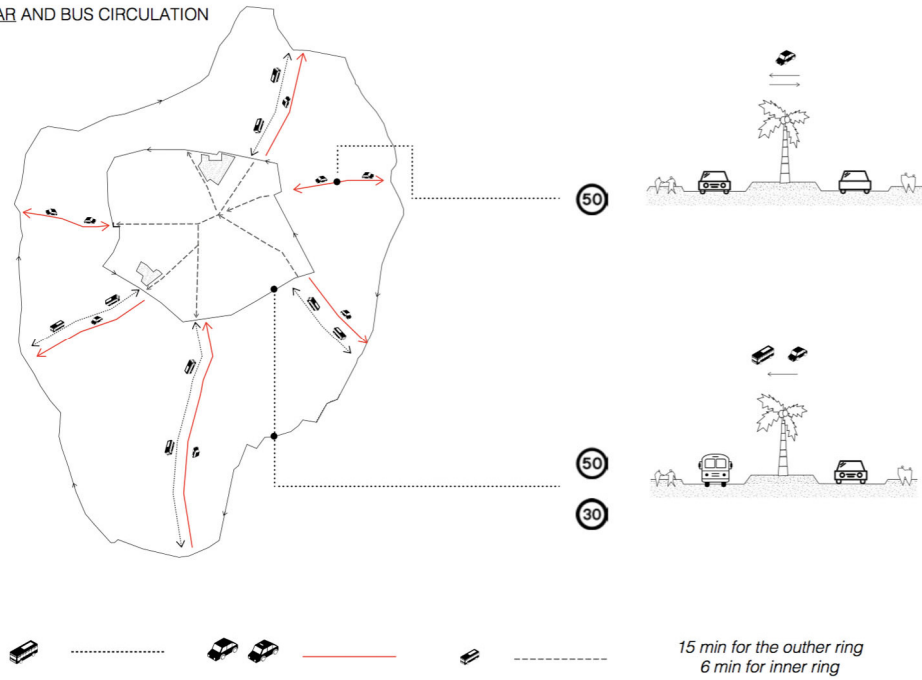 AR AND BUS CIRCULATION
50
50
30
15 min for the outher ring
6 min for inner ring